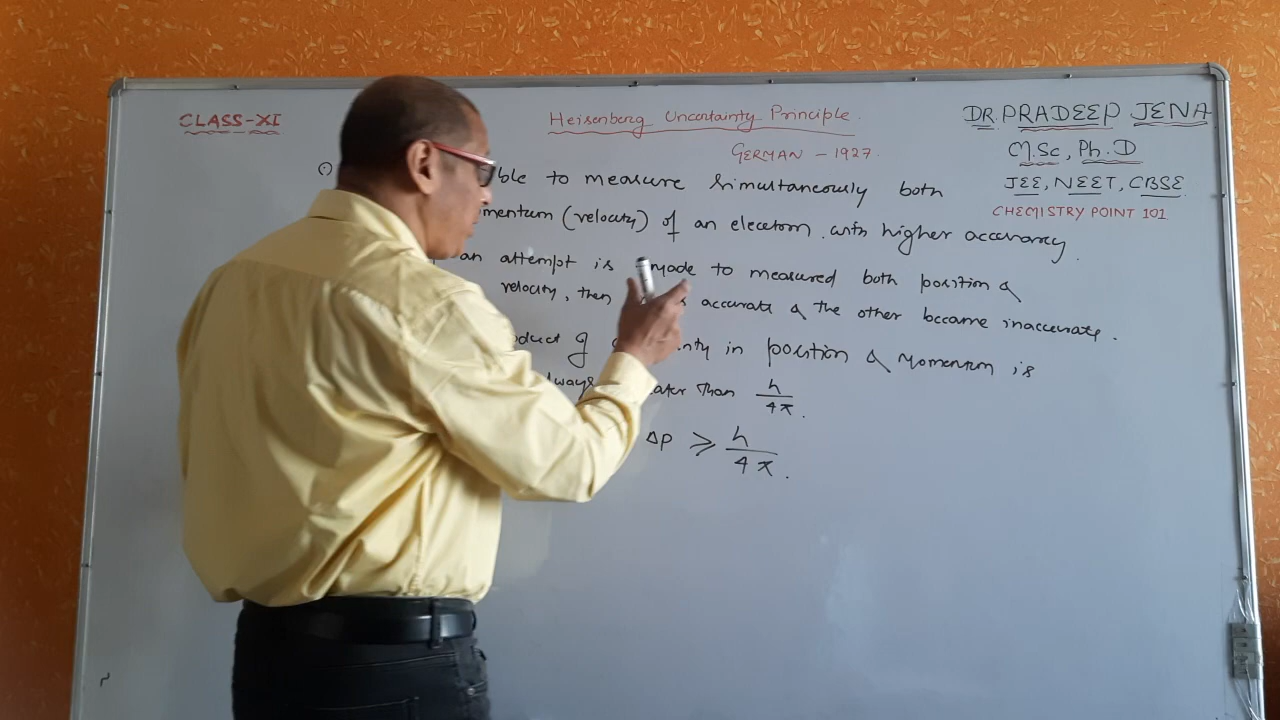 CLASS-XI
Heisenberg Uncertainty Principle
GERMAN - 1927.
DR. PRADEEP JENA
M.Sc, Ph.D
JEE, NEET, CBSE
CHEMISTRY POINT 101
ble to measure simultaneously both
mentum (velocity) of an electron with higher accuracy.
an attempt is made to measured both position &
velocity, then accurate & the other became inaccurate.
oduct of nty in position & Momentum is
lways ater than h/4π.
ΔP ⩾ h/4π.